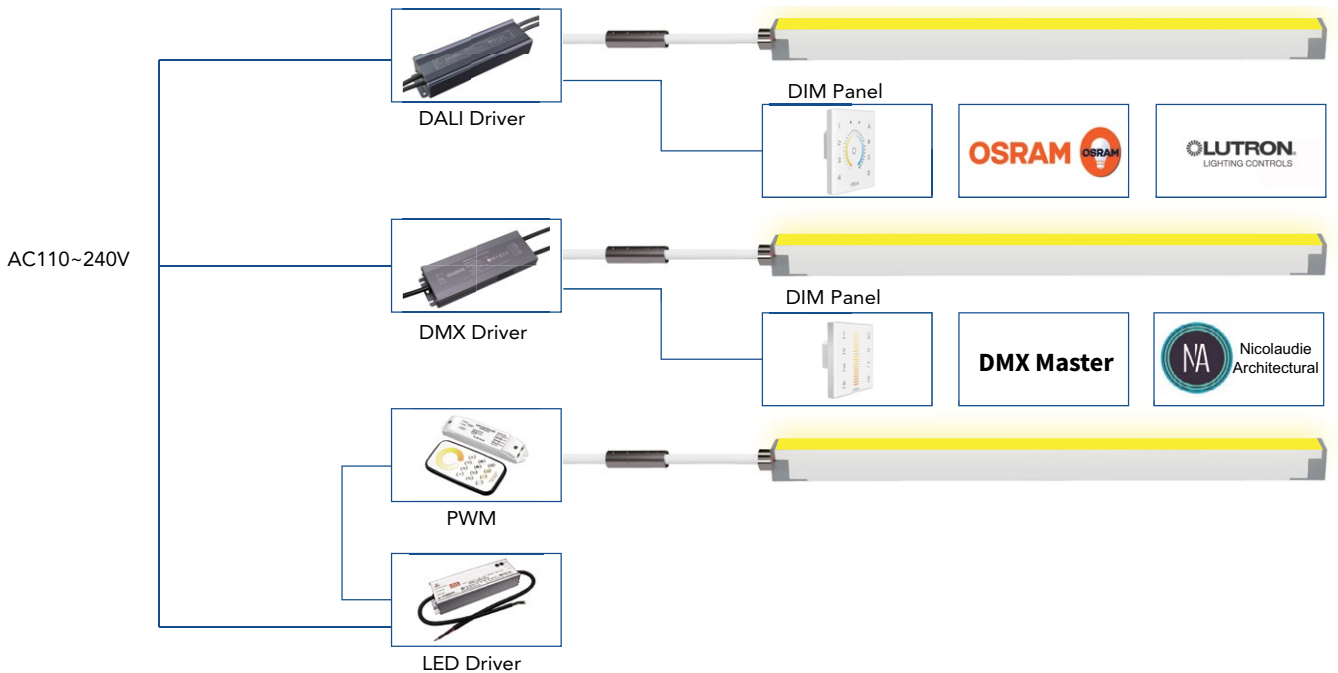 DALI Driver
DIM Panel
OSRAM
OSRAM
LUTRON.
LIGHTING CONTROLS
AC110~240V
DMX Driver
DIM Panel
DMX Master
NA
Nicolaudie
Architectural
PWM
LED Driver